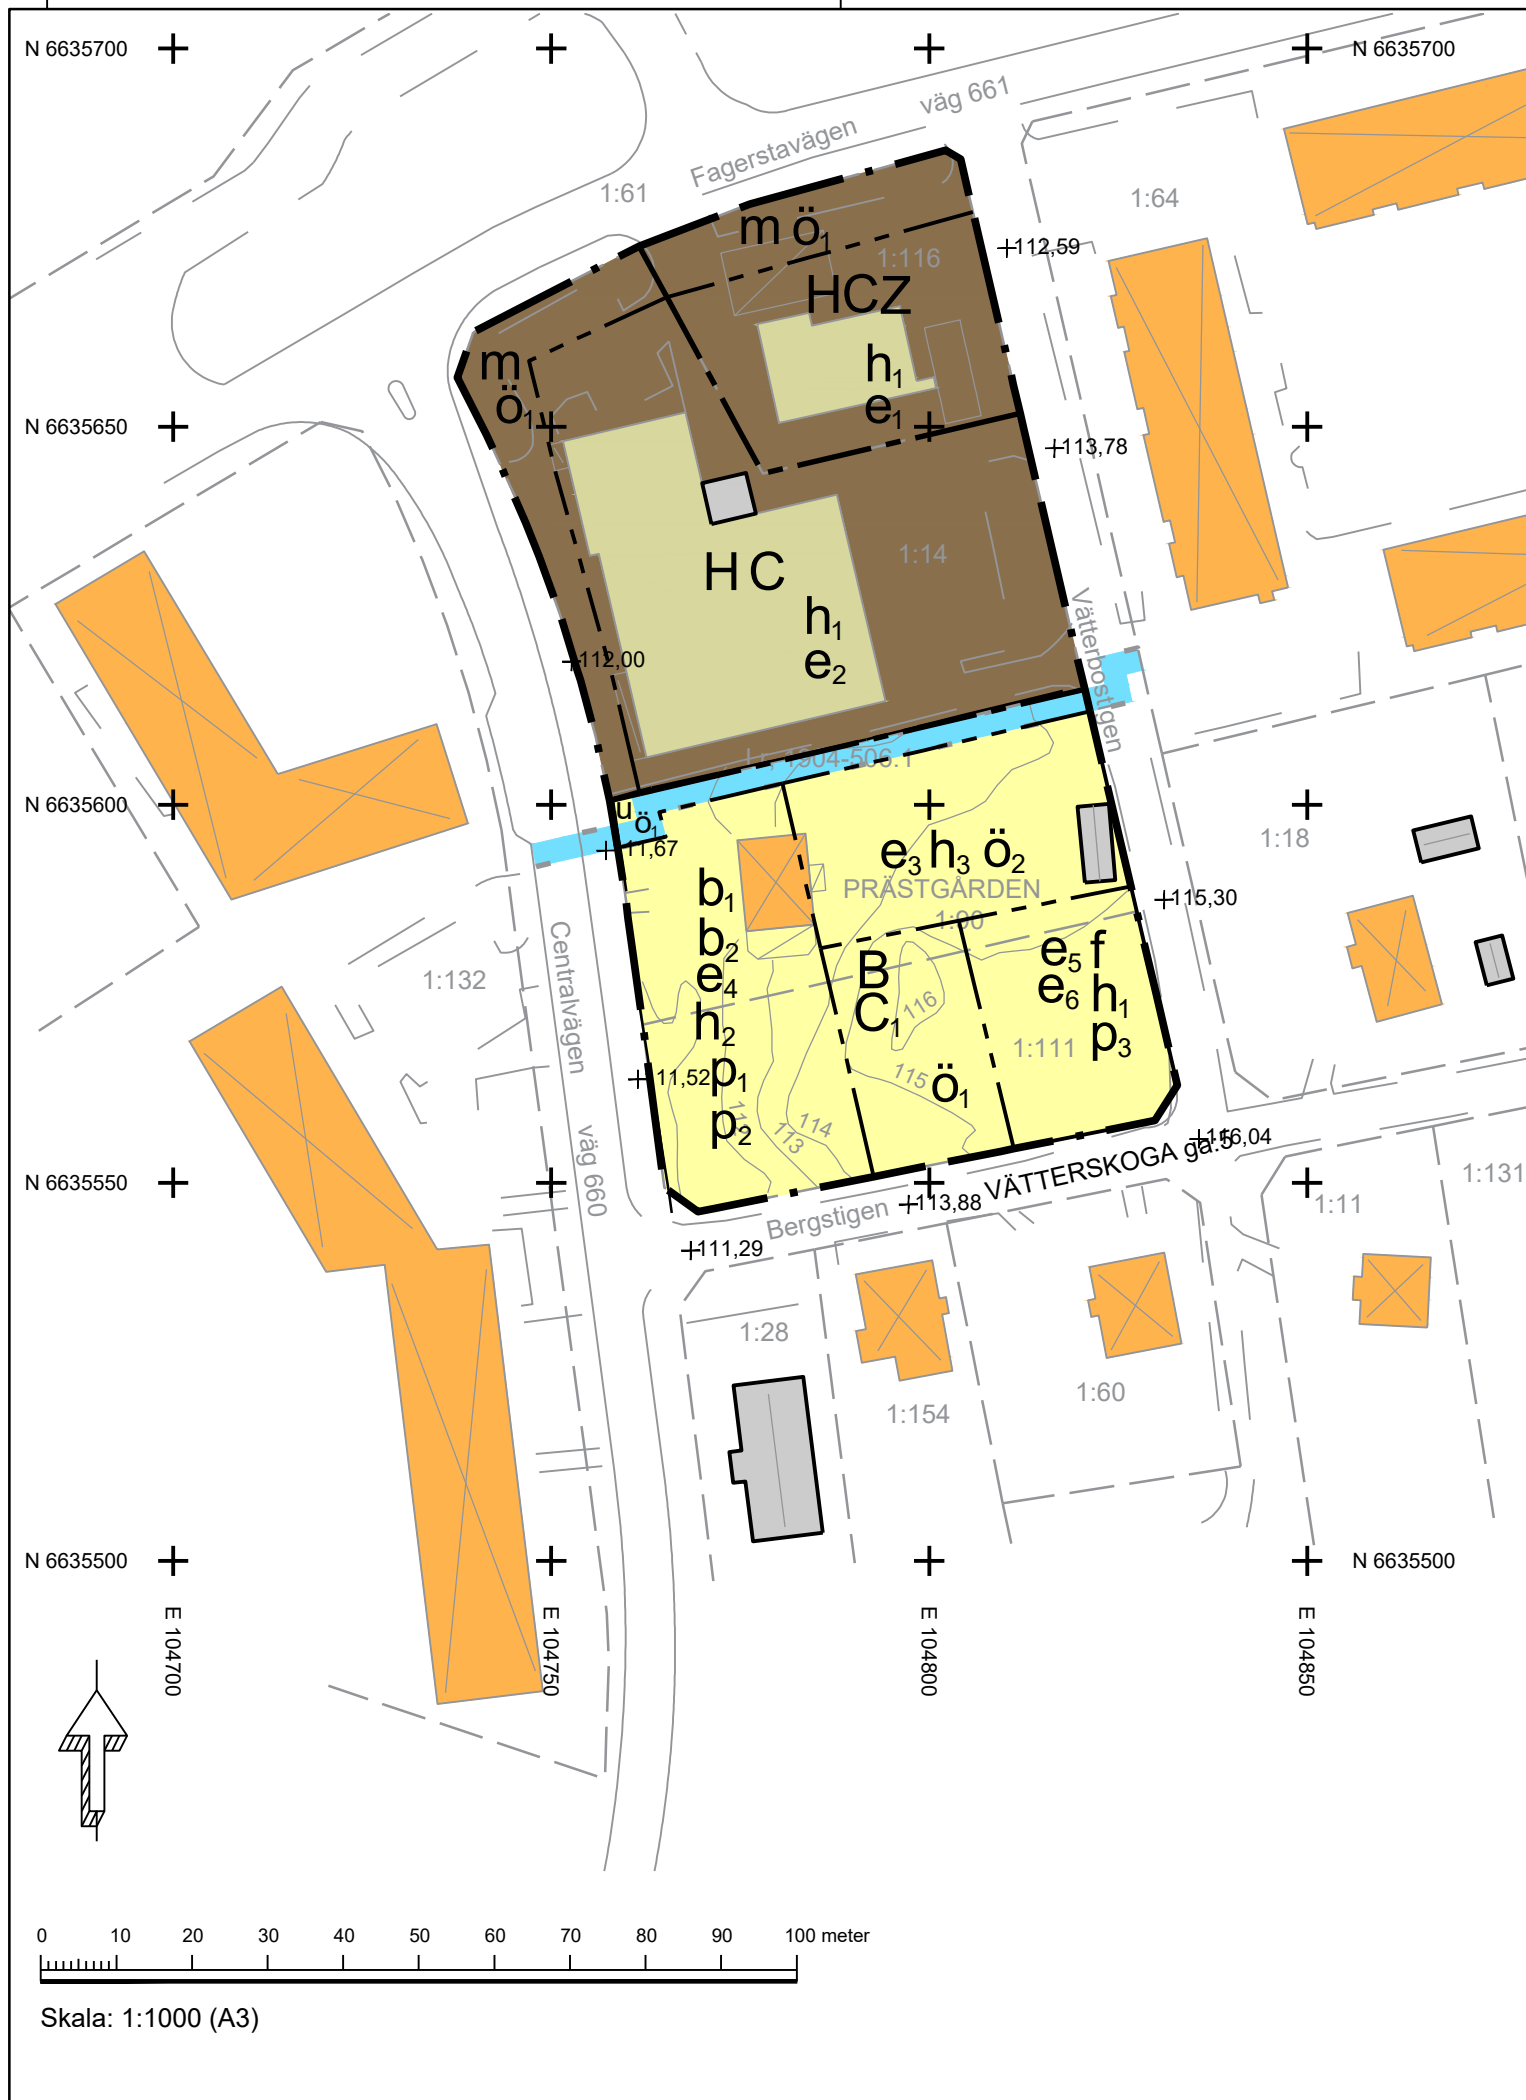 N 6635700
N 6635700
väg 661
Fagerstavägen
1:61
1:64
m ö1
1:116
112,59
HCZ
m
ö1
h1
e1
N 6635650
113,78
1:14
H C
h1
e2
Vätterbostigen
112,00
N 6635600
u ö1
1:18
e3 h3 ö2
PRÄSTGÅRDEN
1:90
b1
b2
e4
h2
p1
p2
115,30
Centralvägen
1:132
B
C1
e5 f
e6 h1
p3
116
1:111
115
ö1
114
113
väg 660
116,04
VÄTTERSKOGA ga:5
N 6635550
1:131
1:11
Bergstigen
113,88
111,29
1:28
1:60
1:154
N 6635500
N 6635500
E 104700
E 104750
E 104800
E 104850
0 10 20 30 40 50 60 70 80 90 100 meter
Skala: 1:1000 (A3)